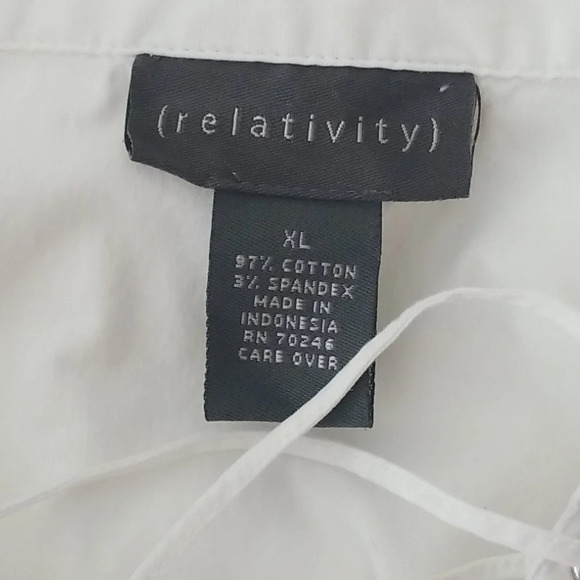 (relativity)
XL
97% COTTON
3% SPANDEX
MADE IN
INDONESIA
RN 70246
CARE OVER